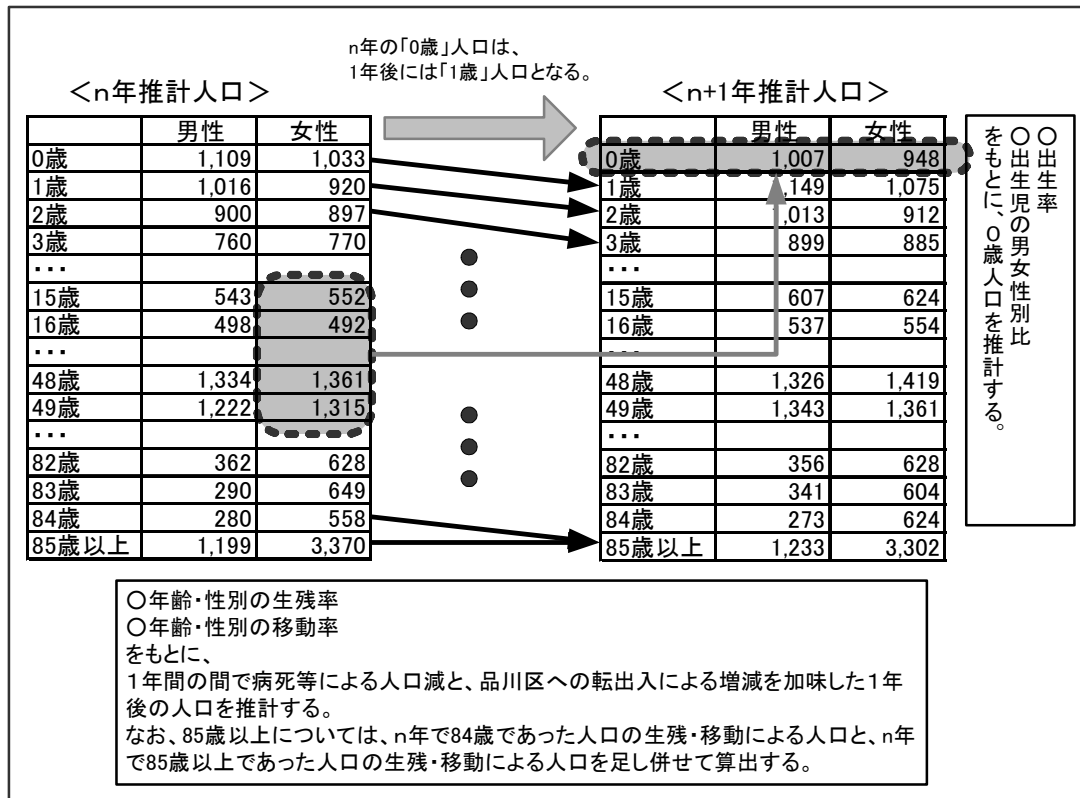 n年の「0歳」人口は、
1年後には「1歳」人口となる。
＜n年推計人口＞
男性 女性
0歳 1,109 1,033
1歳 1,016 920
2歳 900 897
3歳 760 770
・・・
15歳 543 552
16歳 498 492
・・・
48歳 1,334 1,361
49歳 1,222 1,315
・・・
82歳 362 628
83歳 290 649
84歳 280 558
85歳以上 1,199 3,370
＜n+1年推計人口＞
男性 女性
0歳 1,007 948
1歳 1,149 1,075
2歳 1,013 912
3歳 899 885
・・・
15歳 607 624
16歳 537 554
・・・
48歳 1,326 1,419
49歳 1,343 1,361
・・・
82歳 356 628
83歳 341 604
84歳 273 624
85歳以上 1,233 3,302
○出生率
○出生児の男女性別比
をもとに、0歳人口を推計する。
○年齢・性別の生残率
○年齢・性別の移動率
をもとに、
１年間の間で病死等による人口減と、品川区への転出入による増減を加味した１年
後の人口を推計する。
なお、85歳以上については、n年で84歳であった人口の生残・移動による人口と、n年
で85歳以上であった人口の生残・移動による人口を足し併せて算出する。